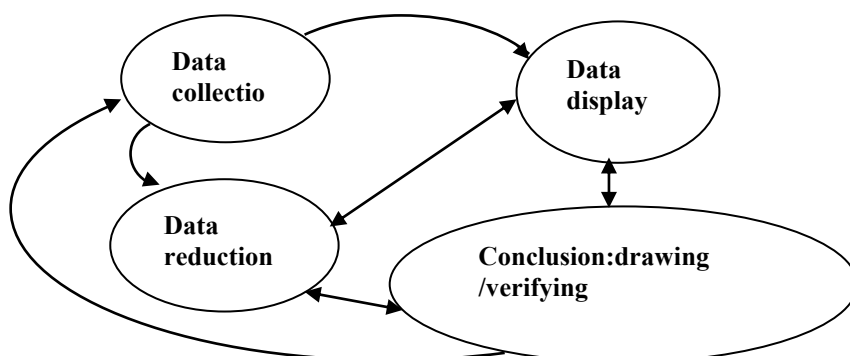 Data
collectio
Data
display
Data
reduction
Conclusion:drawing
/verifying